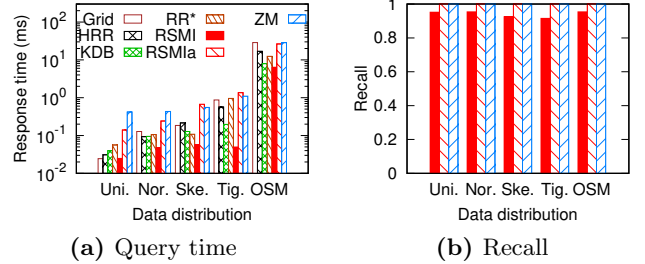 Response time (ms)
10²
10¹
10⁰
10⁻¹
10⁻²
Grid RR* ZM
HRR RSMI
KDB RSMIa
Uni. Nor. Ske. Tig. OSM
Data distribution
(a) Query time
Recall
1
0.8
0.6
0.4
0.2
0
Uni. Nor. Ske. Tig. OSM
Data distribution
(b) Recall